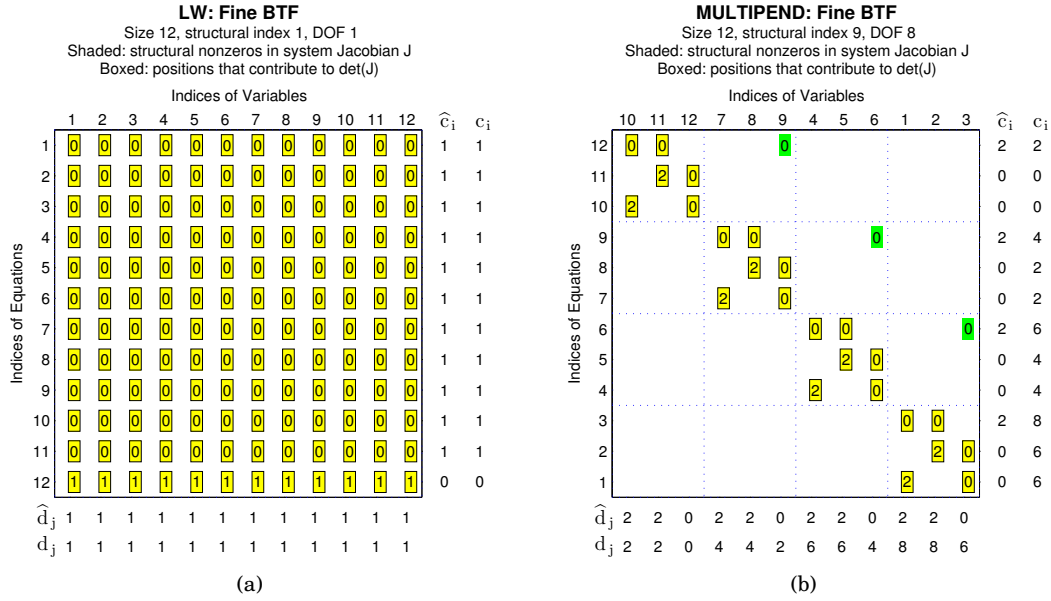 LW: Fine BTF
Size 12, structural index 1, DOF 1
Shaded: structural nonzeros in system Jacobian J
Boxed: positions that contribute to det(J)
Indices of Variables
1 2 3 4 5 6 7 8 9 10 11 12 ĉi ci
Indices of Equations
1 0 0 0 0 0 0 0 0 0 0 0 0 1 1
2 0 0 0 0 0 0 0 0 0 0 0 0 1 1
3 0 0 0 0 0 0 0 0 0 0 0 0 1 1
4 0 0 0 0 0 0 0 0 0 0 0 0 1 1
5 0 0 0 0 0 0 0 0 0 0 0 0 1 1
6 0 0 0 0 0 0 0 0 0 0 0 0 1 1
7 0 0 0 0 0 0 0 0 0 0 0 0 1 1
8 0 0 0 0 0 0 0 0 0 0 0 0 1 1
9 0 0 0 0 0 0 0 0 0 0 0 0 1 1
10 0 0 0 0 0 0 0 0 0 0 0 0 1 1
11 0 0 0 0 0 0 0 0 0 0 0 0 1 1
12 1 1 1 1 1 1 1 1 1 1 1 1 0 0
d̂j 1 1 1 1 1 1 1 1 1 1 1 1
dj 1 1 1 1 1 1 1 1 1 1 1 1
(a)
MULTIPEND: Fine BTF
Size 12, structural index 9, DOF 8
Shaded: structural nonzeros in system Jacobian J
Boxed: positions that contribute to det(J)
Indices of Variables
10 11 12 7 8 9 4 5 6 1 2 3 ĉi ci
Indices of Equations
12 0 0 0 2 2
11 2 0 0 0
10 2 0 0 0
9 0 0 0 2 4
8 2 0 0 2
7 2 0 0 2
6 0 0 0 2 6
5 2 0 0 4
4 2 0 0 4
3 0 0 2 8
2 2 0 0 6
1 2 0 0 6
d̂j 2 2 0 2 2 0 2 2 0 2 2 0
dj 2 2 0 4 4 2 6 6 4 8 8 6
(b)